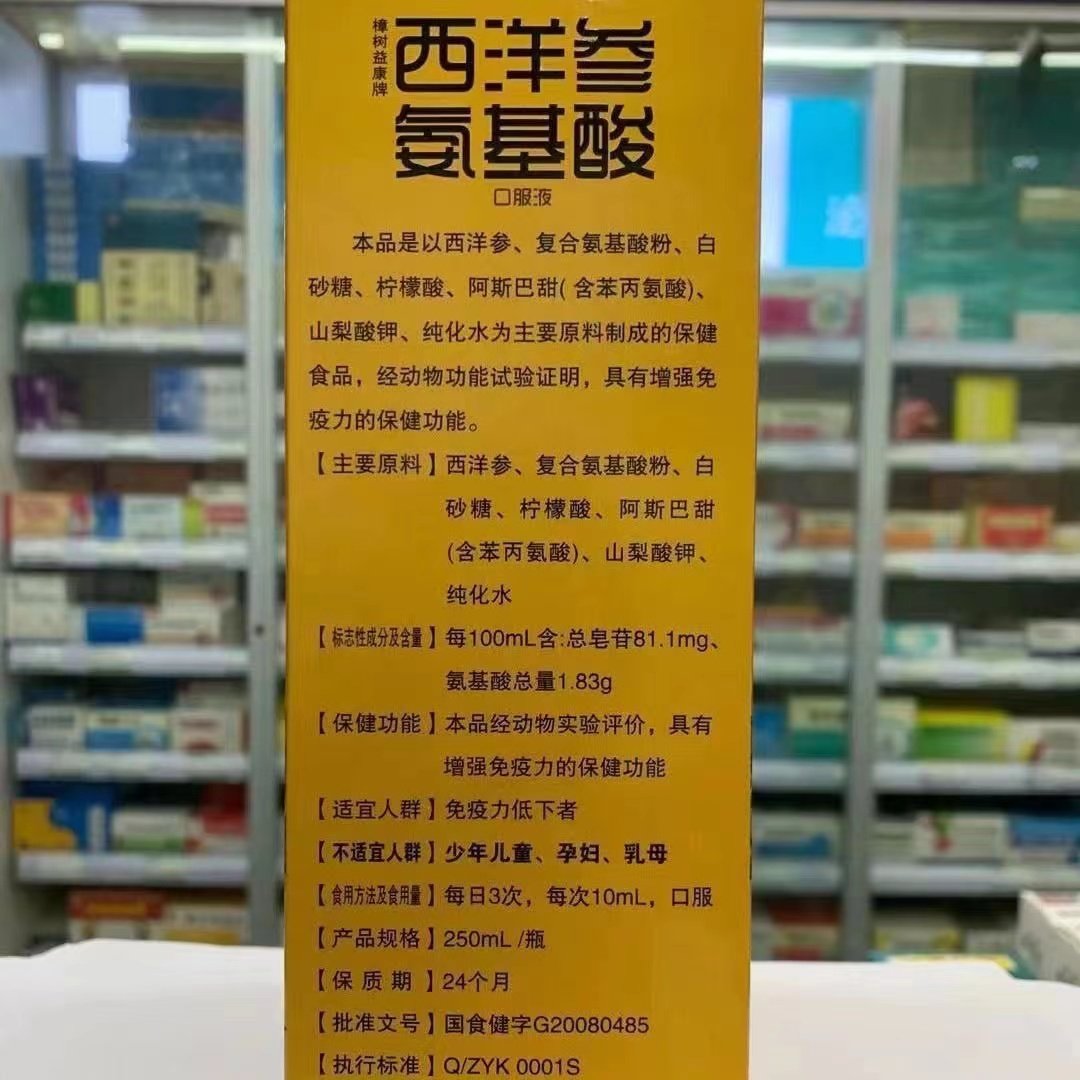 樟树益康牌
西洋参
氨基酸
口服液
本品是以西洋参、复合氨基酸粉、白
砂糖、柠檬酸、阿斯巴甜( 含苯丙氨酸)、
山梨酸钾、纯化水为主要原料制成的保健
食品，经动物功能试验证明，具有增强免
疫力的保健功能。
【主要原料】西洋参、复合氨基酸粉、白
砂糖、柠檬酸、阿斯巴甜
(含苯丙氨酸)、山梨酸钾、
纯化水
【标志性成分及含量】每100mL含:总皂苷81.1mg、
氨基酸总量1.83g
【保健功能】本品经动物实验评价，具有
增强免疫力的保健功能
【适宜人群】免疫力低下者
【不适宜人群】少年儿童、孕妇、乳母
【食用方法及食用量】每日3次，每次10mL，口服
【产品规格】250mL /瓶
【保 质 期 】24个月
【批准文号】国食健字G20080485
【执行标准】Q/ZYK 0001S